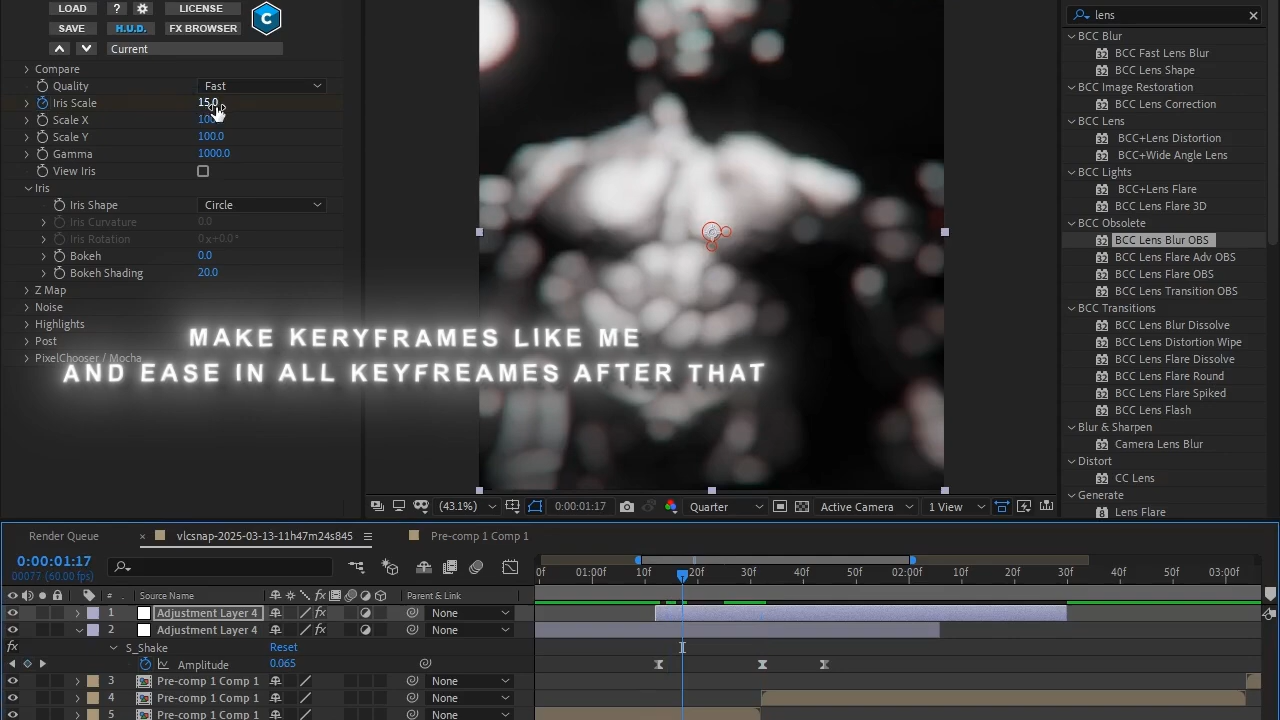 LOAD ? LICENSE
SAVE H.U.D. FX BROWSER
Current
Compare
Quality Fast
Iris Scale 15.0
Scale X
Scale Y 100.0
Gamma 1000.0
View Iris
Iris
Iris Shape Circle
Iris Curvature 0.0
Iris Rotation 0x+0.0°
Bokeh 0.0
Bokeh Shading 20.0
Z Map
Noise
Highlights
Post
PixelChooser / Mocha
MAKE KERYFRAMES LIKE ME
AND EASE IN ALL KEYFREAMES AFTER THAT
(43.1%) 0:00:01:17 Quarter Active Camera 1 View
lens
BCC Blur
BCC Fast Lens Blur
BCC Lens Shape
BCC Image Restoration
BCC Lens Correction
BCC Lens
BCC+Lens Distortion
BCC+Wide Angle Lens
BCC Lights
BCC+Lens Flare
BCC Lens Flare 3D
BCC Obsolete
BCC Lens Blur OBS
BCC Lens Flare Adv OBS
BCC Lens Flare OBS
BCC Lens Transition OBS
BCC Transitions
BCC Lens Blur Dissolve
BCC Lens Distortion Wipe
BCC Lens Flare Dissolve
BCC Lens Flare Round
BCC Lens Flare Spiked
BCC Lens Flash
Blur & Sharpen
Camera Lens Blur
Distort
CC Lens
Generate
Lens Flare
Render Queue × vlcsnap-2025-03-13-11h47m24s845 Pre-comp 1 Comp 1
0:00:01:17
00077 (60.00 fps)
0f 01:00f 10f 20f 30f 40f 50f 02:00f 10f 20f 30f 40f 50f 03:00f
# Source Name fx Parent & Link
1 Adjustment Layer 4 fx None
2 Adjustment Layer 4 fx None
fx S_Shake Reset
Amplitude 0.065
3 Pre-comp 1 Comp 1 None
4 Pre-comp 1 Comp 1 None
5 Pre-comp 1 Comp 1 None